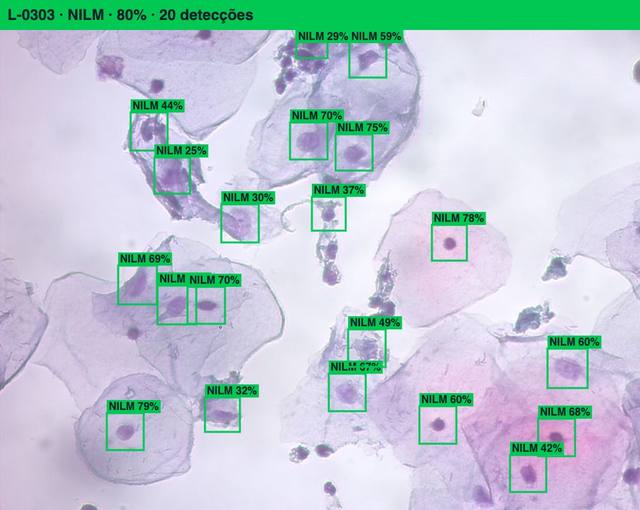 L-0303 · NILM · 80% · 20 detecções
NILM 29% NILM 59%
NILM 44%
NILM 70%
NILM 75%
NILM 25%
NILM 37%
NILM 30%
NILM 78%
NILM 69%
NILM NILM 70%
NILM 49%
NILM 60%
NILM 32%
NILM 79%
NILM 60%
NILM 68%
NILM 42%